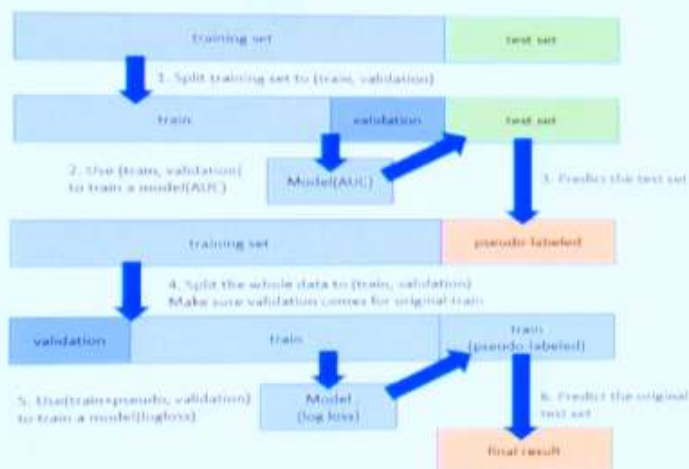 training set
test set
1. Split training set to (train, validation)
train
validation
test set
2. Use (train, validation)
to train a model(AUC)
Model(AUC)
3. Predict the test set
training set
pseudo labeled
4. Split the whole data to (train, validation)
Make sure validation comes for original train
validation
train
train
(pseudo labeled)
5. Use(train+pseudo, validation)
to train a model(logloss)
Model
(log loss)
6. Predict the original
test set
final result